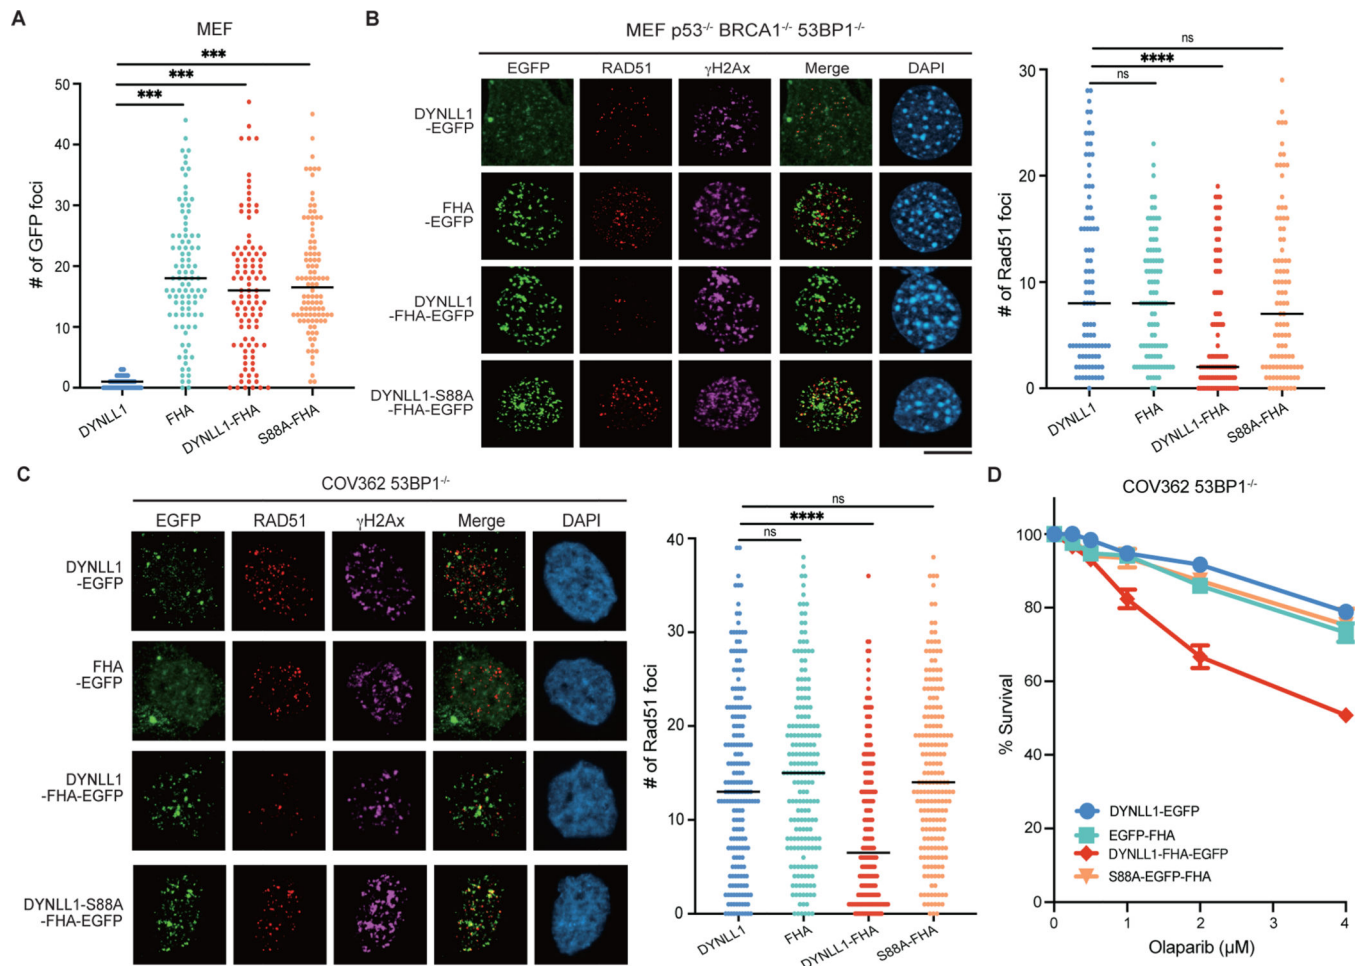 A
MEF
***
***
***
# of GFP foci
50
40
30
20
10
0
DYNLL1
FHA
DYNLL1-FHA
S88A-FHA
B
MEF p53-/- BRCA1-/- 53BP1-/-
EGFP RAD51 γH2Ax Merge DAPI
DYNLL1
-EGFP
FHA
-EGFP
DYNLL1
-FHA-EGFP
DYNLL1-S88A
-FHA-EGFP
ns
****
ns
# of Rad51 foci
30
20
10
0
DYNLL1
FHA
DYNLL1-FHA
S88A-FHA
C
COV362 53BP1-/-
EGFP RAD51 γH2Ax Merge DAPI
DYNLL1
-EGFP
FHA
-EGFP
DYNLL1
-FHA-EGFP
DYNLL1-S88A
-FHA-EGFP
ns
****
ns
# of Rad51 foci
40
30
20
10
0
DYNLL1
FHA
DYNLL1-FHA
S88A-FHA
D
COV362 53BP1-/-
% Survival
100
80
60
40
20
0
DYNLL1-EGFP
EGFP-FHA
DYNLL1-FHA-EGFP
S88A-EGFP-FHA
0 1 2 3 4
Olaparib (μM)